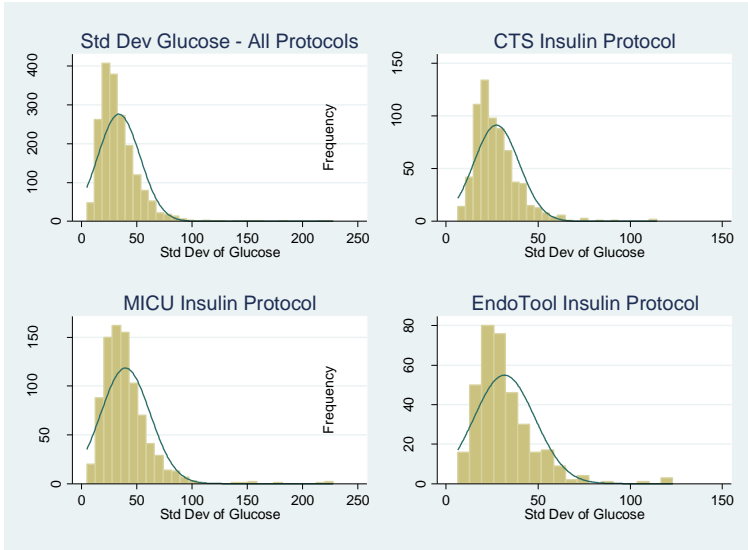 Std Dev Glucose - All Protocols
400
300
200
100
0
Frequency
0 50 100 150 200 250
Std Dev of Glucose
CTS Insulin Protocol
150
100
50
0
0 50 100 150
Std Dev of Glucose
MICU Insulin Protocol
150
100
50
0
Frequency
0 50 100 150 200 250
Std Dev of Glucose
EndoTool Insulin Protocol
80
60
40
20
0
0 50 100 150
Std Dev of Glucose